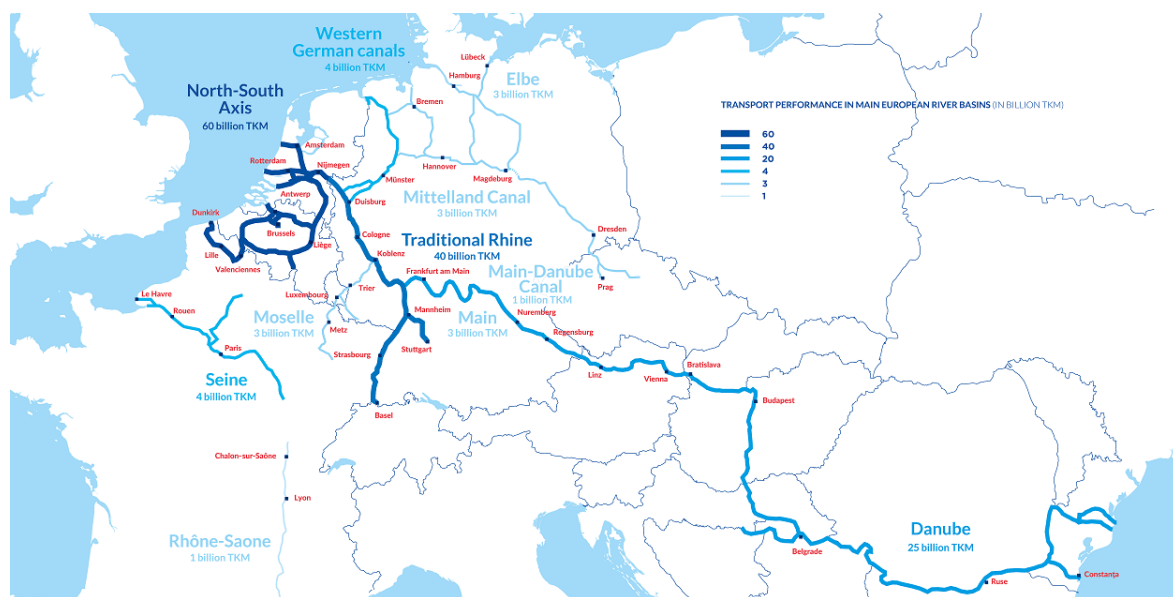 Western
German canals
4 billion TKM
Lübeck
Hamburg
Elbe
3 billion TKM
North-South
Axis
60 billion TKM
Bremen
TRANSPORT PERFORMANCE IN MAIN EUROPEAN RIVER BASINS (IN BILLION TKM)
60
40
20
4
3
1
Amsterdam
Rotterdam
Nijmegen
Hannover
Magdeburg
Münster
Antwerp
Duisburg
Mittelland Canal
3 billion TKM
Dunkirk
Brussels
Cologne
Dresden
Lille
Liège
Traditional Rhine
40 billion TKM
Koblenz
Valenciennes
Frankfurt am Main
Main-Danube
Canal
1 billion TKM
Prag
Trier
Le Havre
Luxembourg
Rouen
Moselle
3 billion TKM
Mannheim
Main
3 billion TKM
Nuremberg
Metz
Regensburg
Paris
Strasbourg
Stuttgart
Seine
4 billion TKM
Linz
Vienna
Bratislava
Budapest
Basel
Chalon-sur-Saône
Lyon
Rhône-Saone
1 billion TKM
Belgrade
Danube
25 billion TKM
Ruse
Constanța